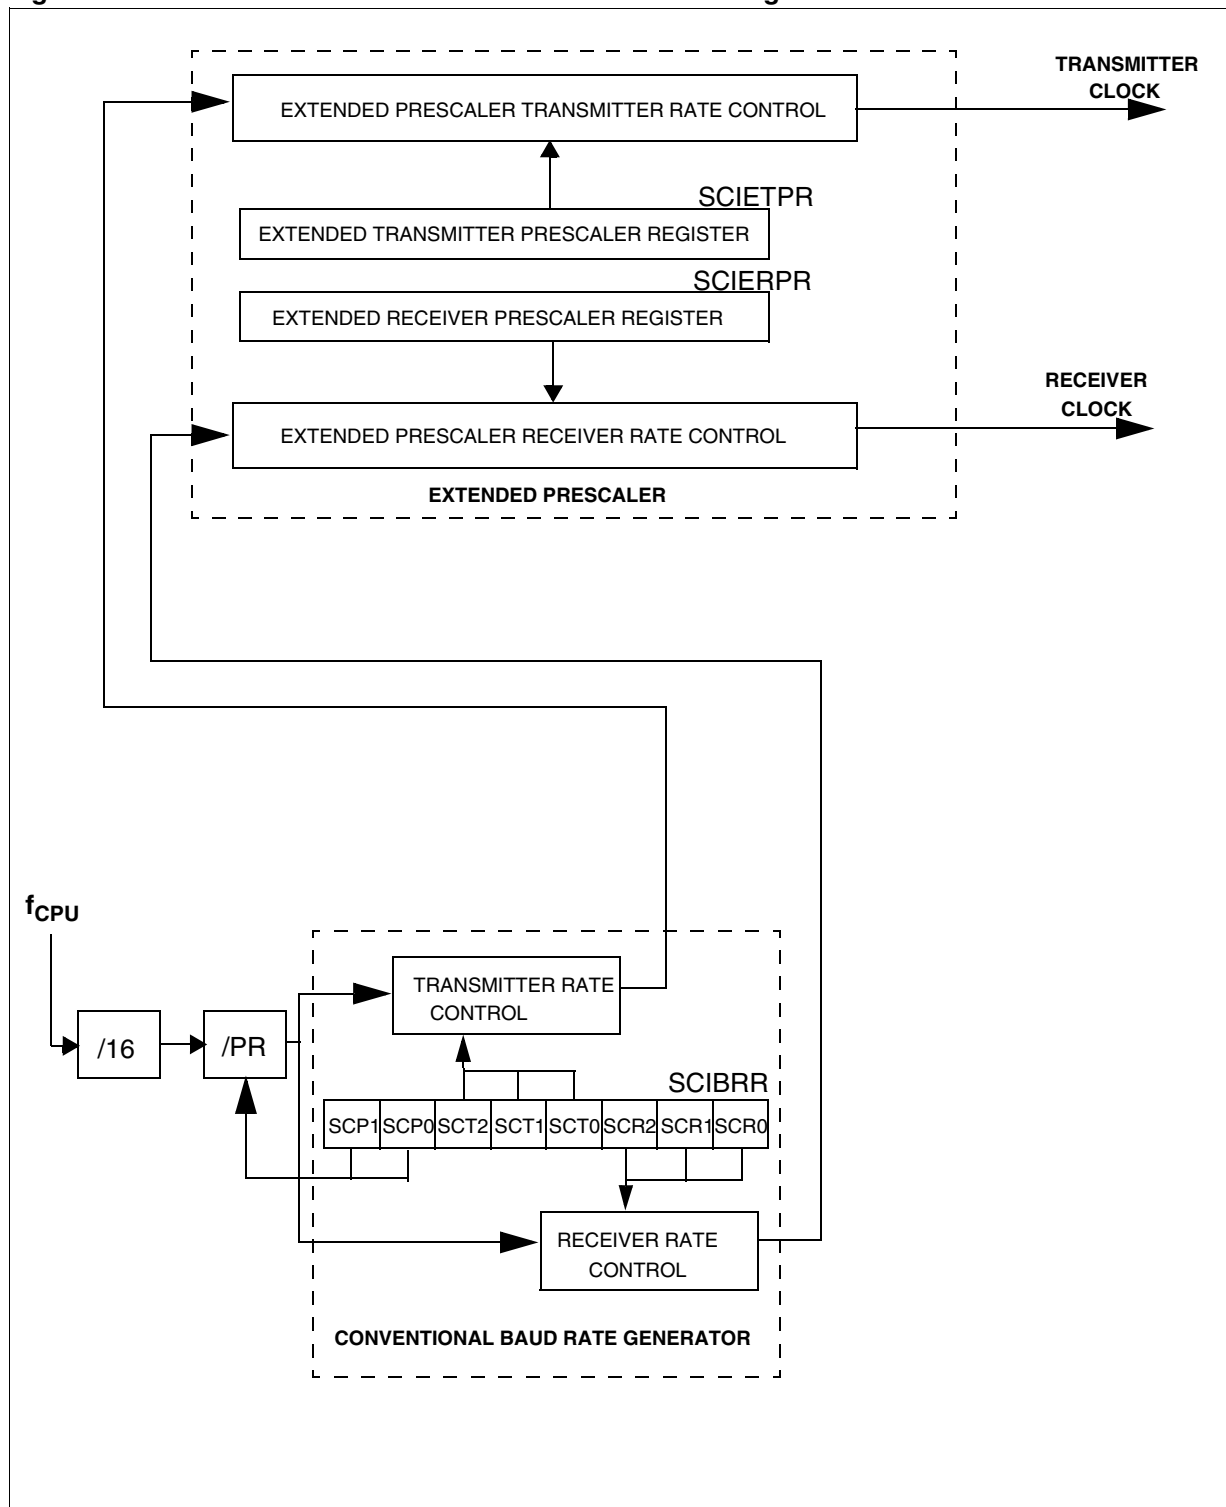 TRANSMITTER
CLOCK
EXTENDED PRESCALER TRANSMITTER RATE CONTROL
SCIETPR
EXTENDED TRANSMITTER PRESCALER REGISTER
SCIERPR
EXTENDED RECEIVER PRESCALER REGISTER
RECEIVER
CLOCK
EXTENDED PRESCALER RECEIVER RATE CONTROL
EXTENDED PRESCALER
fCPU
TRANSMITTER RATE
CONTROL
/16
/PR
SCIBRR
SCP1 SCP0 SCT2 SCT1 SCT0 SCR2 SCR1 SCR0
RECEIVER RATE
CONTROL
CONVENTIONAL BAUD RATE GENERATOR